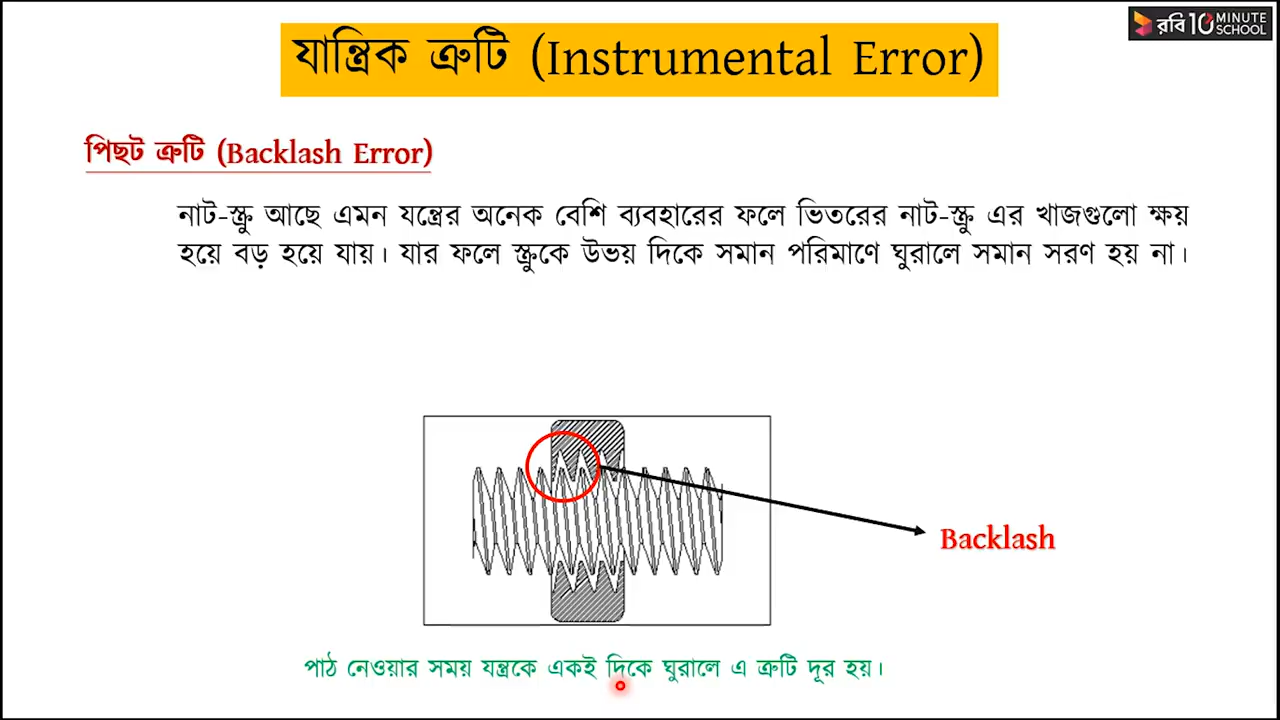 রবি 10 MINUTE SCHOOL
যান্ত্রিক ত্রুটি (Instrumental Error)
পিছট ত্রুটি (Backlash Error)
নাট-স্ক্রু আছে এমন যন্ত্রের অনেক বেশি ব্যবহারের ফলে ভিতরের নাট-স্ক্রু এর খাজগুলো ক্ষয়
হয়ে বড় হয়ে যায়। যার ফলে স্ক্রুকে উভয় দিকে সমান পরিমাণে ঘুরালে সমান সরণ হয় না।
Backlash
পাঠ নেওয়ার সময় যন্ত্রকে একই দিকে ঘুরালে এ ত্রুটি দূর হয়।